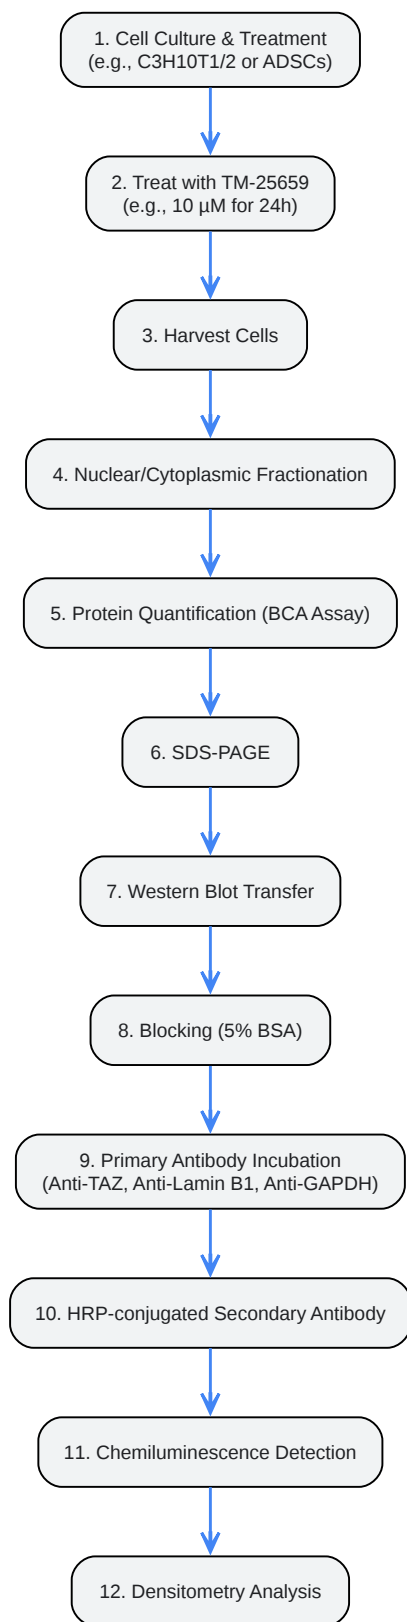 1. Cell Culture & Treatment
(e.g., C3H10T1/2 or ADSCs)
2. Treat with TM-25659
(e.g., 10 µM for 24h)
3. Harvest Cells
4. Nuclear/Cytoplasmic Fractionation
5. Protein Quantification (BCA Assay)
6. SDS-PAGE
7. Western Blot Transfer
8. Blocking (5% BSA)
9. Primary Antibody Incubation
(Anti-TAZ, Anti-Lamin B1, Anti-GAPDH)
10. HRP-conjugated Secondary Antibody
11. Chemiluminescence Detection
12. Densitometry Analysis